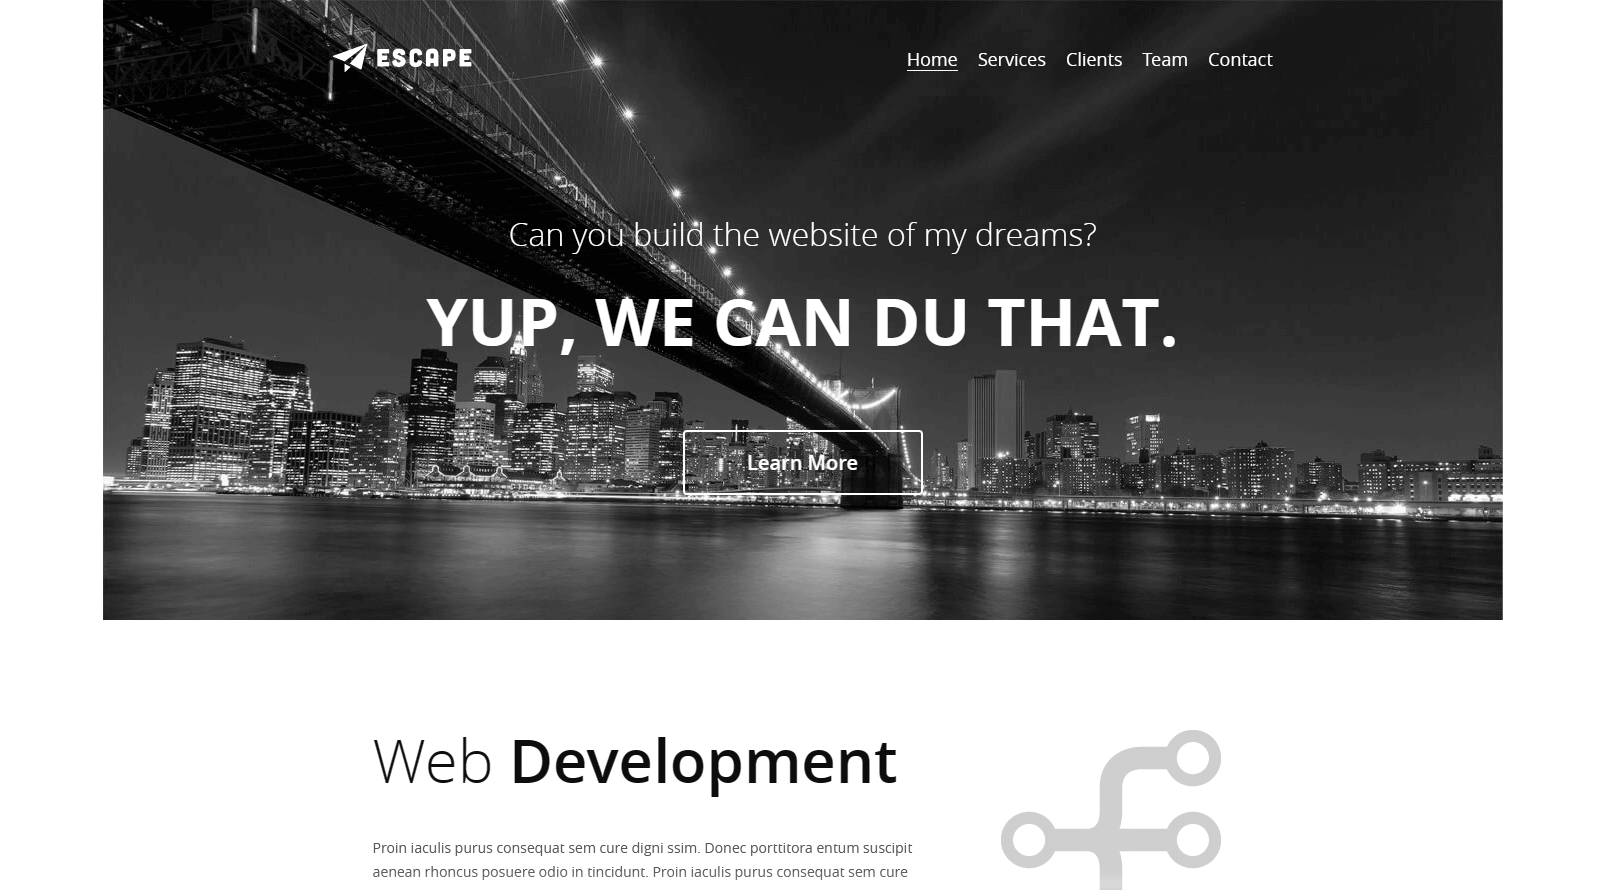 ESCAPE
Home Services Clients Team Contact
Can you build the website of my dreams?
YUP, WE CAN DU THAT.
Learn More
Web Development
Proin iaculis purus consequat sem cure digni ssim. Donec porttitora entum suscipit
aenean rhoncus posuere odio in tincidunt. Proin iaculis purus consequat sem cure